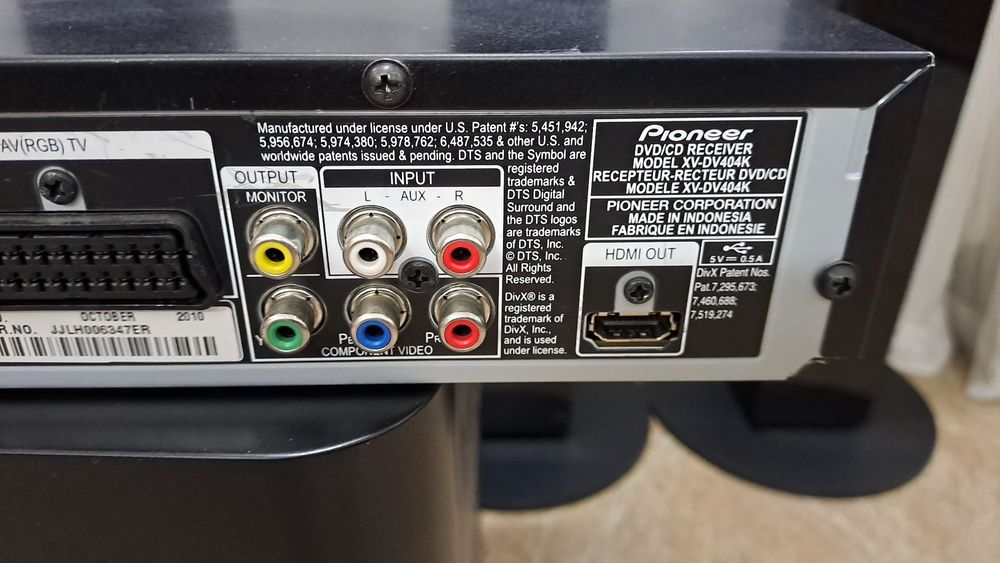 AV(RGB) TV
OCTOBER 2010
R.NO. JJLH006347ER
OUTPUT
MONITOR
INPUT
L - AUX - R
Y PB PR
COMPONENT VIDEO
Manufactured under license under U.S. Patent #'s: 5,451,942;
5,956,674; 5,974,380; 5,978,762; 6,487,535 & other U.S. and
worldwide patents issued & pending. DTS and the Symbol are
registered
trademarks &
DTS Digital
Surround and
the DTS logos
are trademarks
of DTS, Inc.
© DTS, Inc.
All Rights
Reserved.
DivX® is a
registered
trademark of
DivX, Inc.,
and is used
under license.
Pioneer
DVD/CD RECEIVER
MODEL XV-DV404K
RECEPTEUR-RECTEUR DVD/CD
MODELE XV-DV404K
PIONEER CORPORATION
MADE IN INDONESIA
FABRIQUE EN INDONESIE
HDMI OUT
5V 0.5A
DivX Patent Nos.
Pat.7,295,673;
7,460,688;
7,519,274